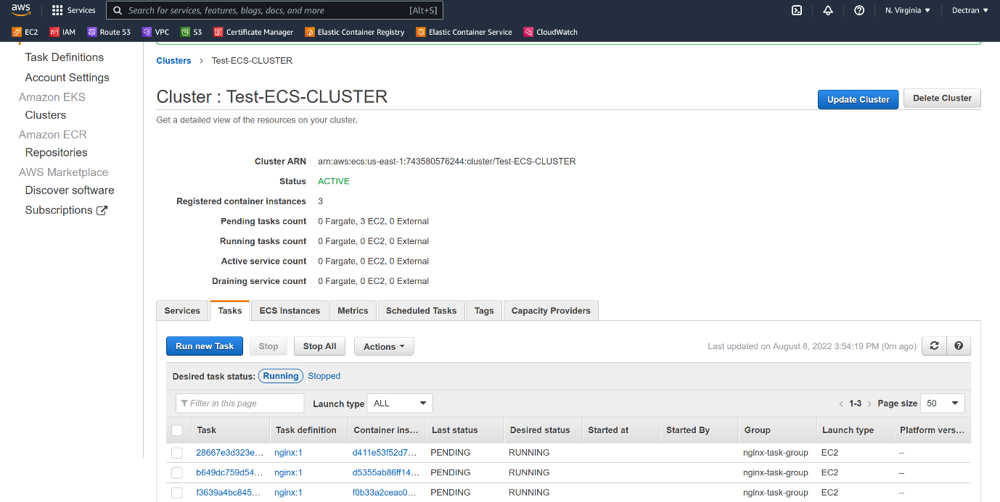 aws Services Search for services, features, blogs, docs, and more [Alt+S] N. Virginia Dectran
EC2 IAM Route 53 VPC S3 Certificate Manager Elastic Container Registry Elastic Container Service CloudWatch
Task Definitions
Account Settings
Amazon EKS
Clusters
Amazon ECR
Repositories
AWS Marketplace
Discover software
Subscriptions
Clusters > Test-ECS-CLUSTER
Cluster : Test-ECS-CLUSTER
Update Cluster Delete Cluster
Get a detailed view of the resources on your cluster.
Cluster ARN arn:aws:ecs:us-east-1:743580576244:cluster/Test-ECS-CLUSTER
Status ACTIVE
Registered container instances 3
Pending tasks count 0 Fargate, 3 EC2, 0 External
Running tasks count 0 Fargate, 0 EC2, 0 External
Active service count 0 Fargate, 0 EC2, 0 External
Draining service count 0 Fargate, 0 EC2, 0 External
Services Tasks ECS Instances Metrics Scheduled Tasks Tags Capacity Providers
Run new Task Stop Stop All Actions Last updated on August 8, 2022 3:54:19 PM (0m ago)
Desired task status: Running Stopped
Filter in this page Launch type ALL < 1-3 > Page size 50
Task Task definition Container ins... Last status Desired status Started at Started By Group Launch type Platform vers...
28667e3d323e... nginx:1 d411e53f52d7... PENDING RUNNING nginx-task-group EC2 --
b649dc759d54... nginx:1 d5355ab86ff14... PENDING RUNNING nginx-task-group EC2 --
f3639a4bc845... nginx:1 f0b33a2ceac0... PENDING RUNNING nginx-task-group EC2 --